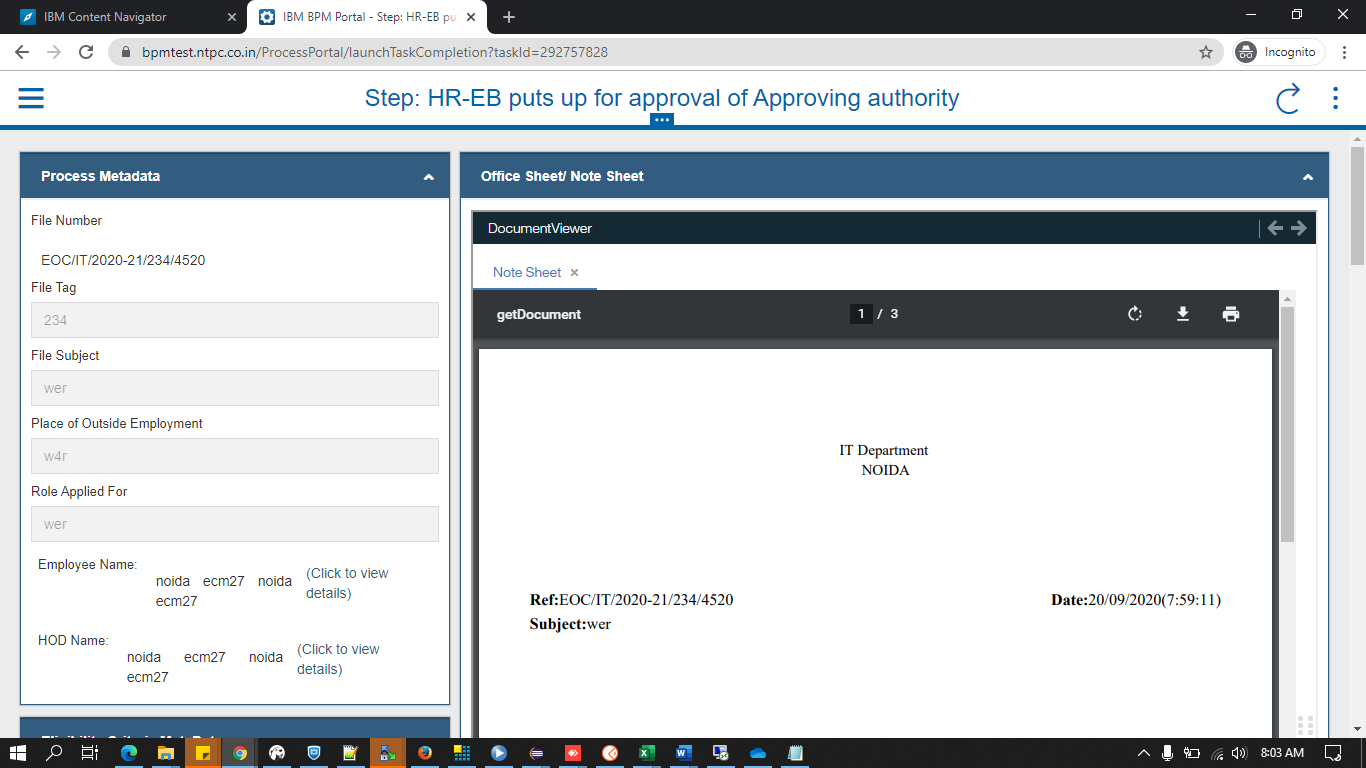 IBM Content Navigator
IBM BPM Portal - Step: HR-EB pu
bpmtest.ntpc.co.in/ProcessPortal/launchTaskCompletion?taskId=292757828
Incognito
Step: HR-EB puts up for approval of Approving authority
Process Metadata
File Number
EOC/IT/2020-21/234/4520
File Tag
234
File Subject
wer
Place of Outside Employment
w4r
Role Applied For
wer
Employee Name:
noida ecm27 noida
ecm27
(Click to view
details)
HOD Name:
noida ecm27 noida
ecm27
(Click to view
details)
Office Sheet/ Note Sheet
DocumentViewer
Note Sheet
getDocument
1 / 3
IT Department
NOIDA
Ref:EOC/IT/2020-21/234/4520
Date:20/09/2020(7:59:11)
Subject:wer
8:03 AM